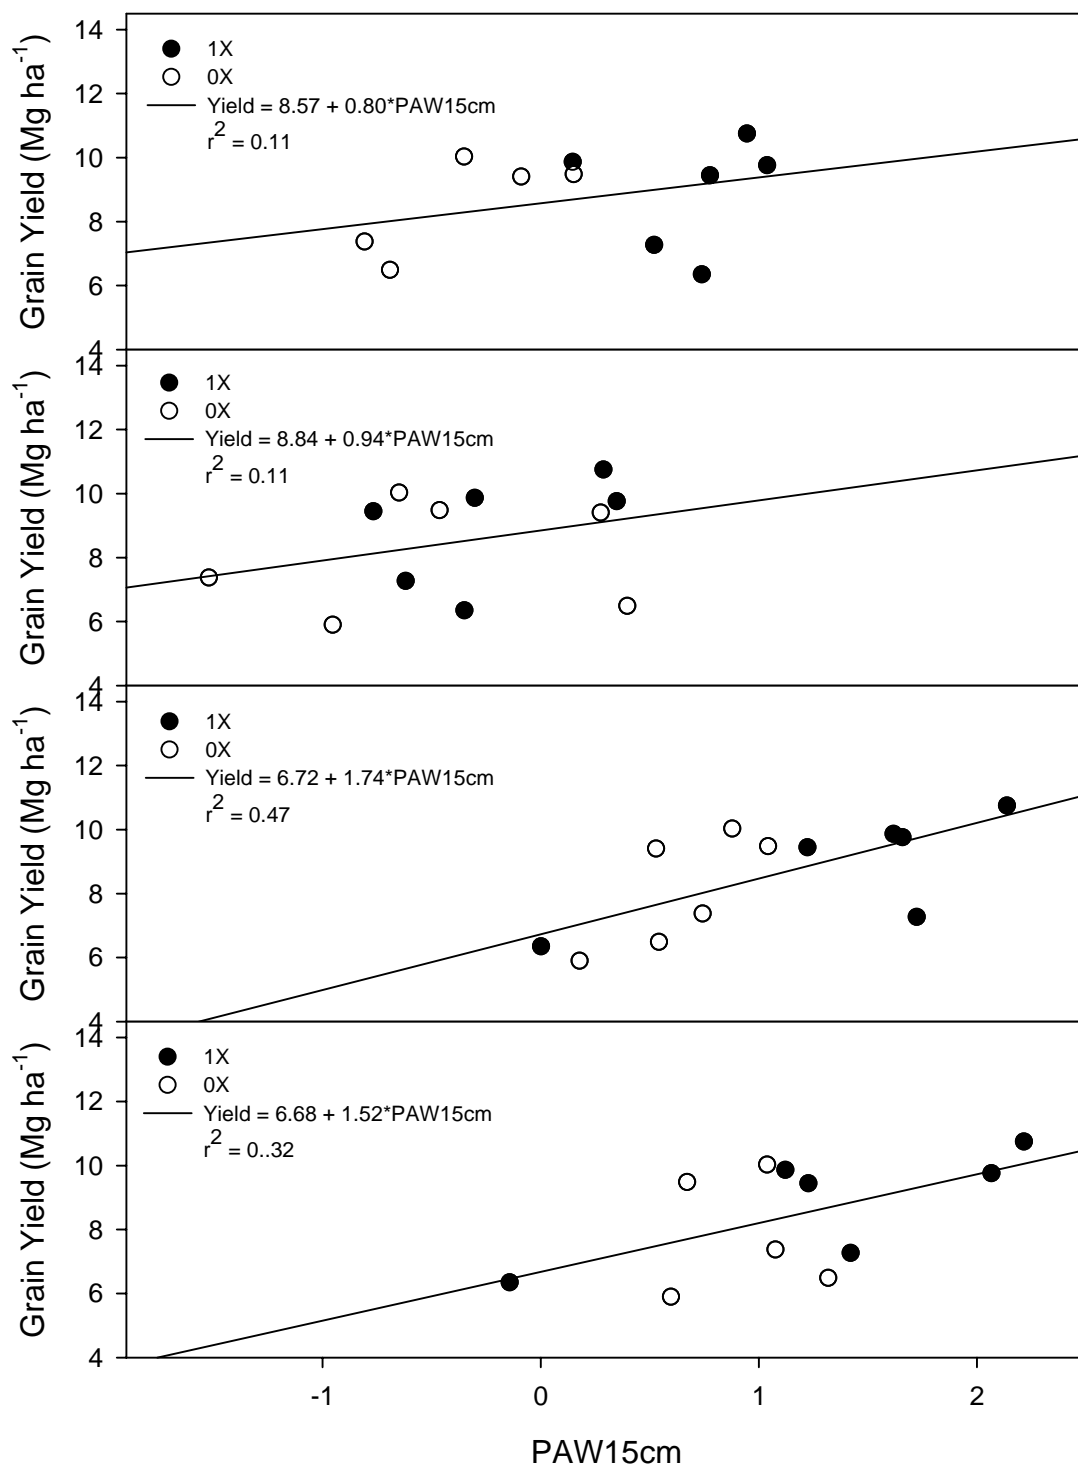 14
12
10
8
6
4
Grain Yield (Mg ha-1)
1X
0X
Yield = 8.57 + 0.80*PAW15cm
r2 = 0.11
14
12
10
8
6
4
Grain Yield (Mg ha-1)
1X
0X
Yield = 8.84 + 0.94*PAW15cm
r2 = 0.11
14
12
10
8
6
4
Grain Yield (Mg ha-1)
1X
0X
Yield = 6.72 + 1.74*PAW15cm
r2 = 0.47
14
12
10
8
6
4
Grain Yield (Mg ha-1)
1X
0X
Yield = 6.68 + 1.52*PAW15cm
r2 = 0..32
-1 0 1 2
PAW15cm